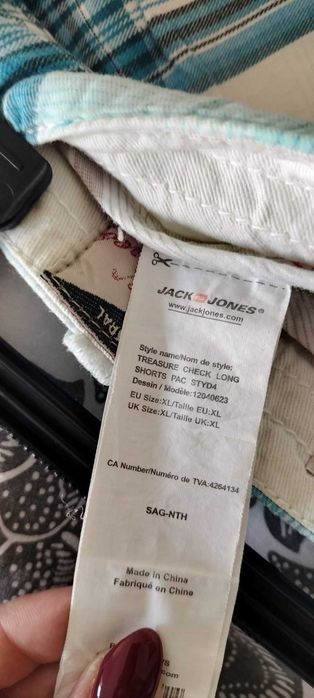 JACK & JONES®
www.jackjones.com
Style name/Nom de style:
TREASURE CHECK LONG
SHORTS PAC STYD4
Dessin / Modèle:12040623
EU Size:XL/Taille EU:XL
UK Size:XL/Taille UK:XL
CA Number/Numéro de TVA:4264134
SAG-NTH
Made in China
Fabriqué en China